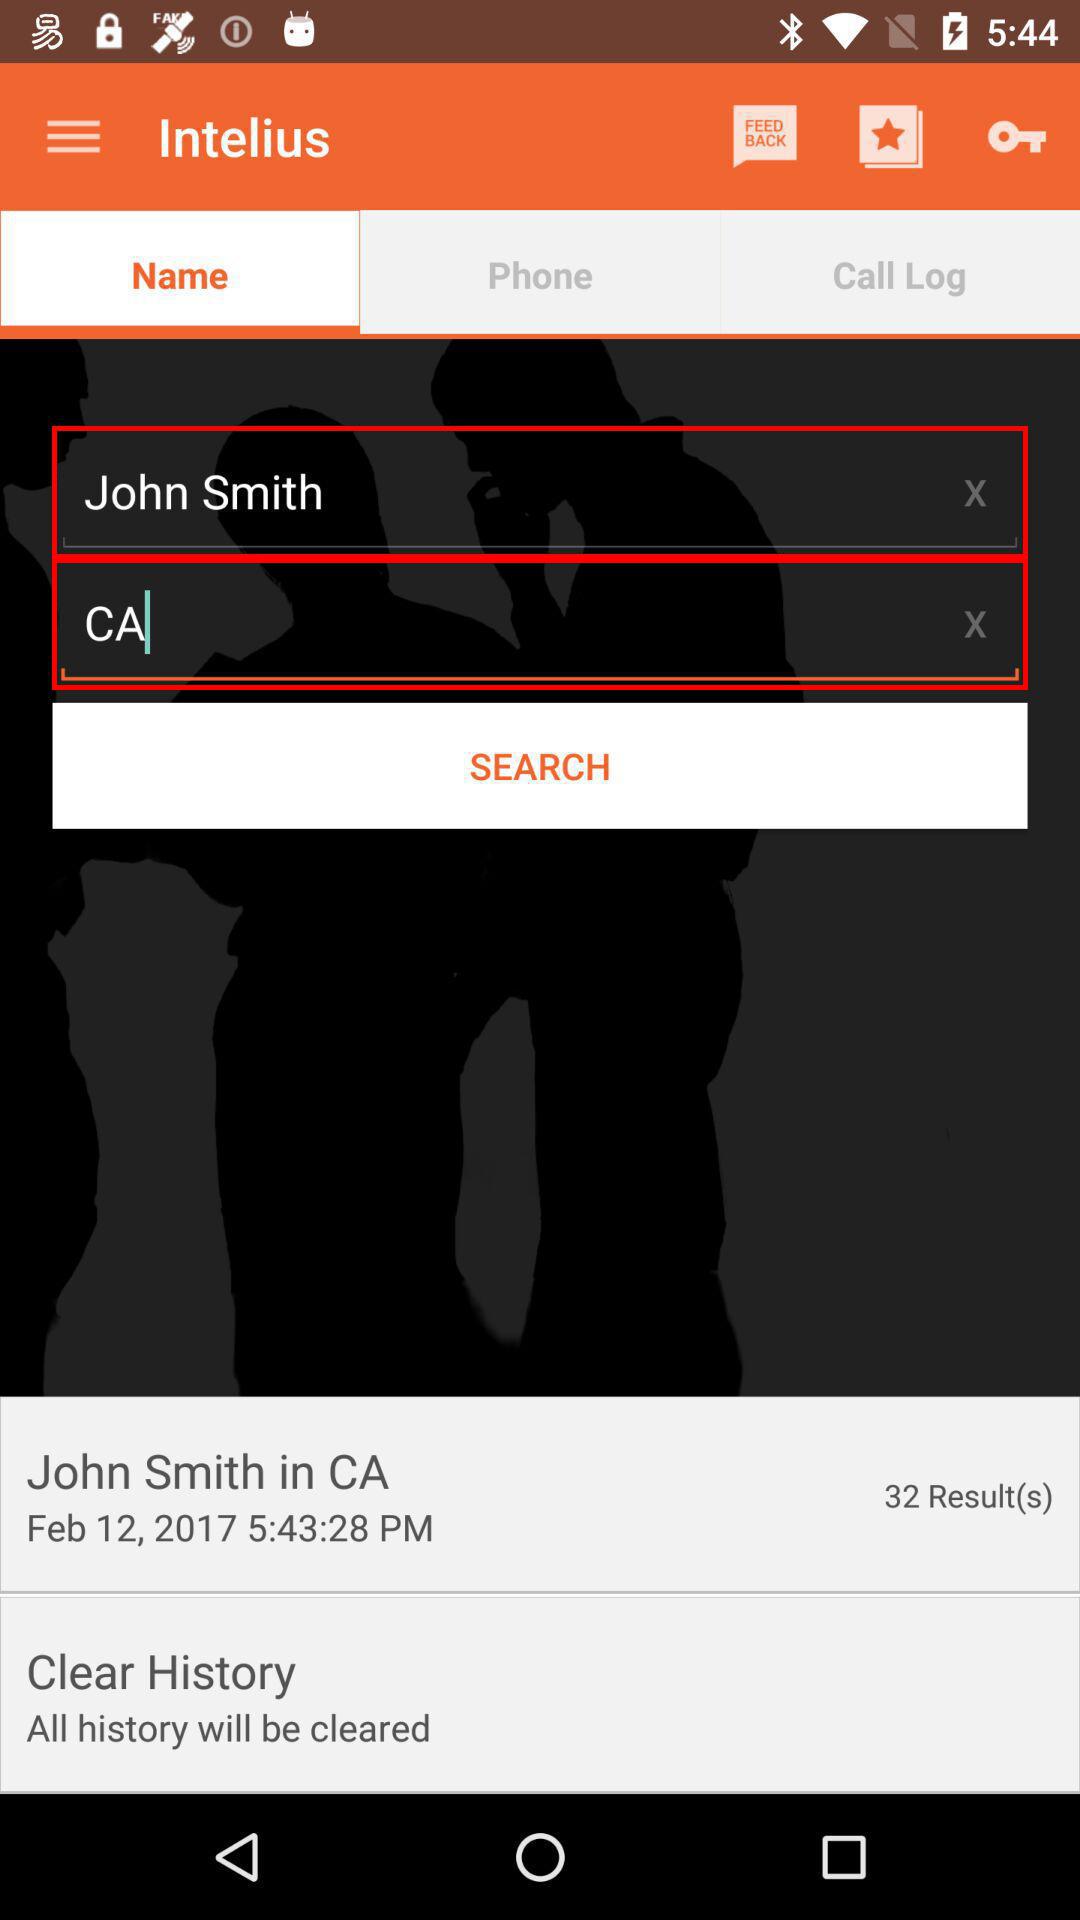 FAKE
5:44
Intelius
FEED
BACK
Name
Phone
Call Log
John Smith
X
CA
X
SEARCH
John Smith in CA
Feb 12, 2017 5:43:28 PM
32 Result(s)
Clear History
All history will be cleared